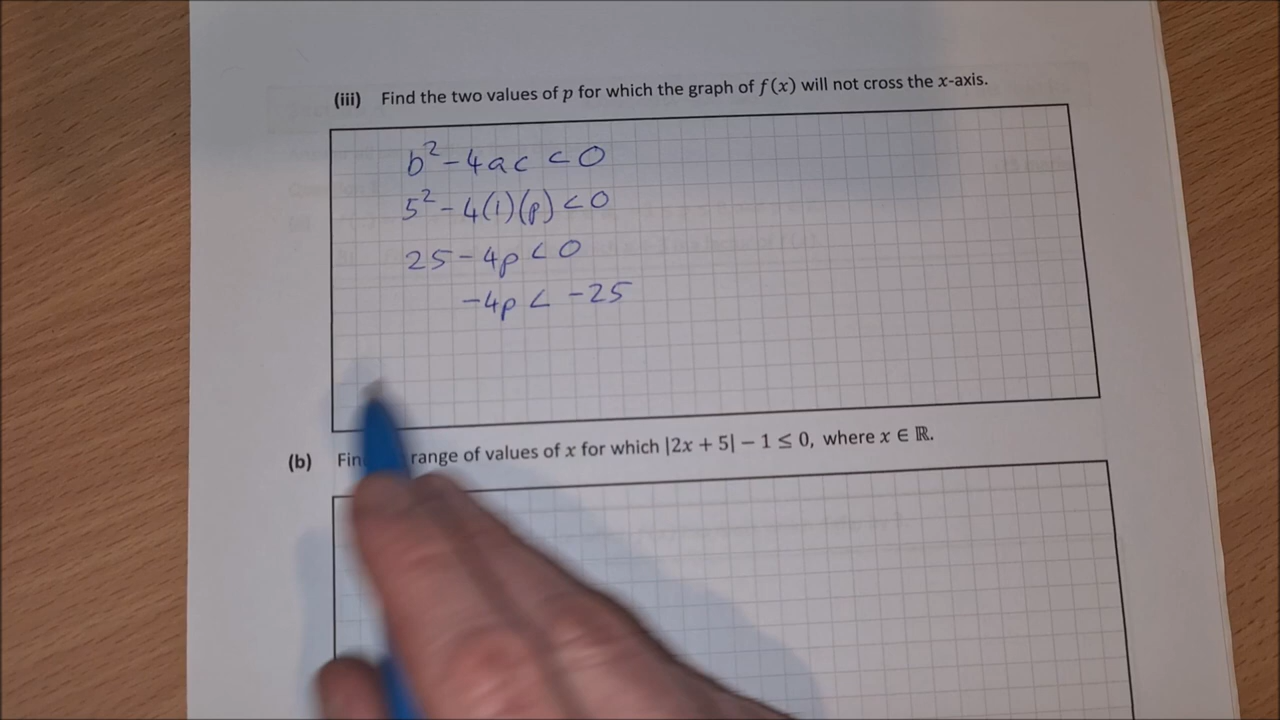 (iii) Find the two values of p for which the graph of f(x) will not cross the x-axis.
b² - 4ac < 0
5² - 4(1)(p) < 0
25 - 4p < 0
-4p < -25
(b) range of values of x for which |2x + 5| − 1 ≤ 0, where x ∈ ℝ.